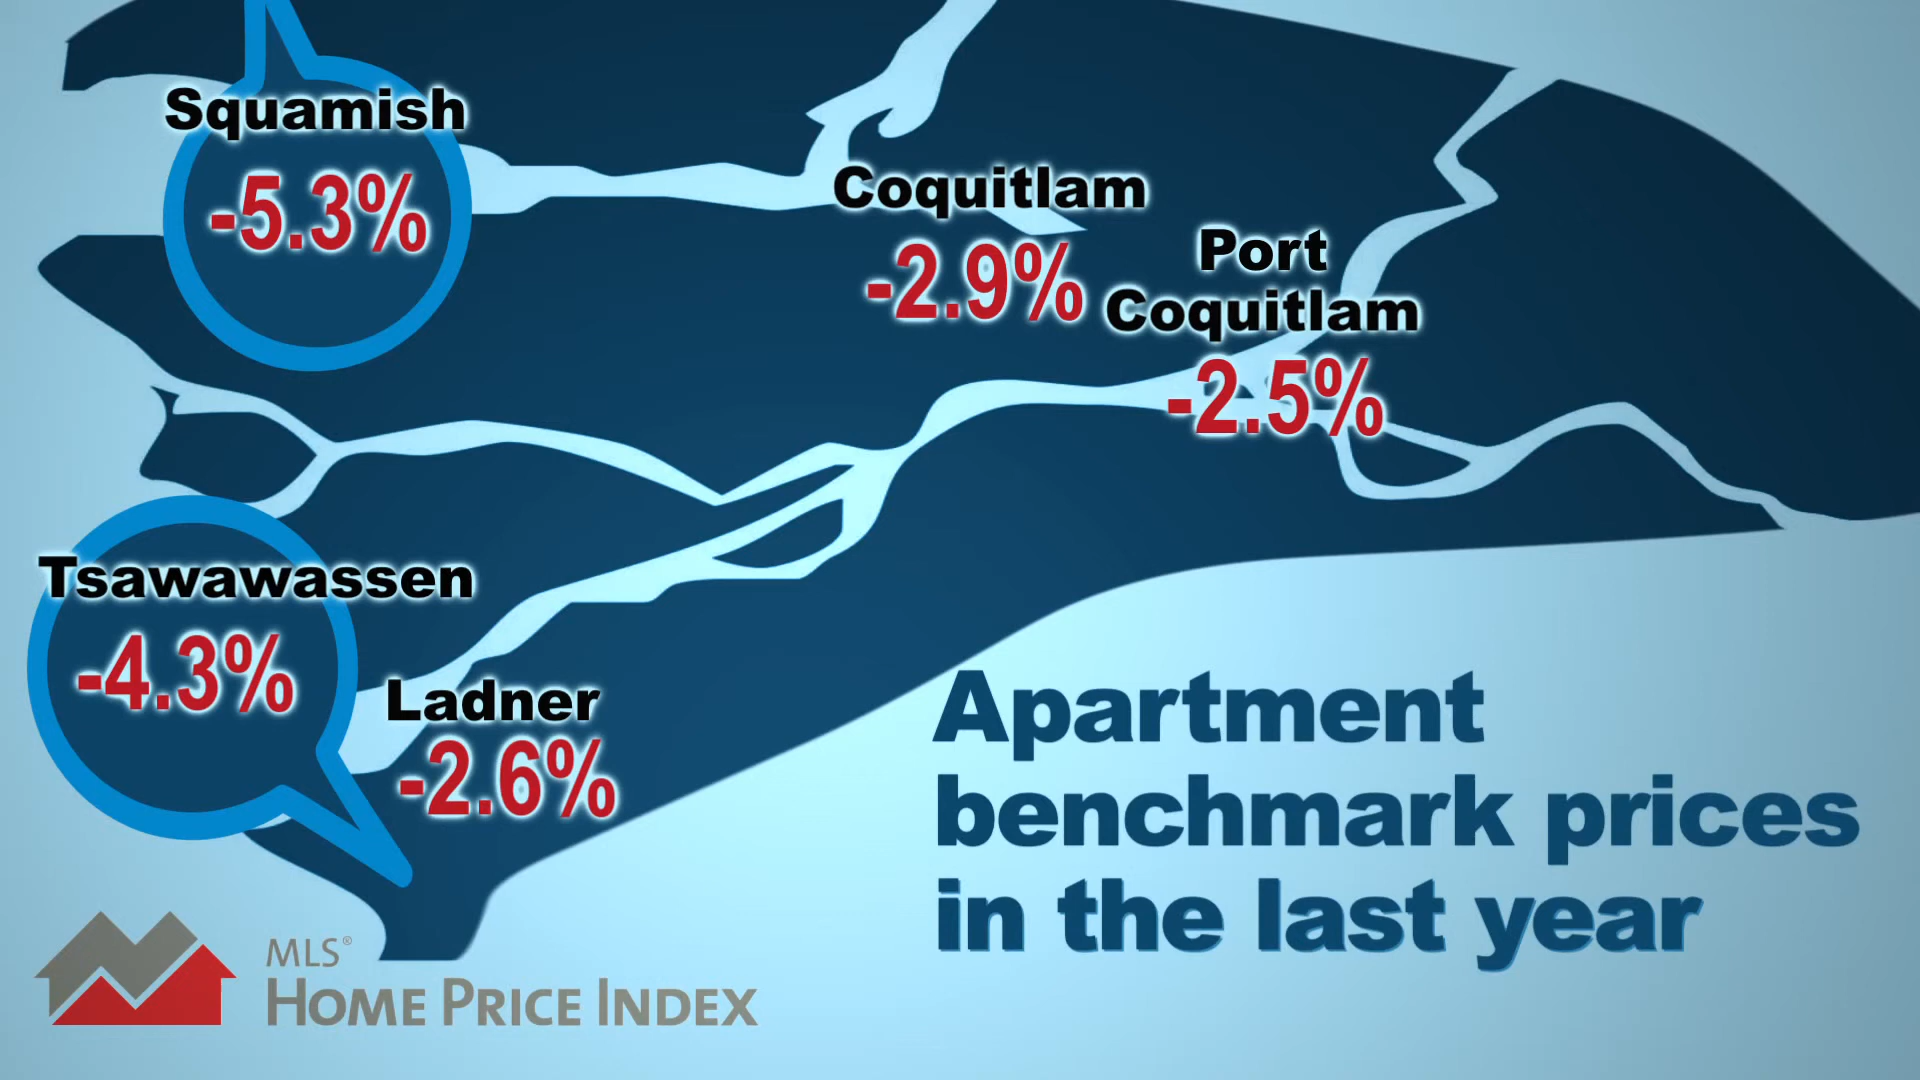 Squamish
-5.3%
Coquitlam
-2.9%
Port
Coquitlam
-2.5%
Tsawawassen
-4.3%
Ladner
-2.6%
Apartment
benchmark prices
in the last year
MLS®
HOME PRICE INDEX